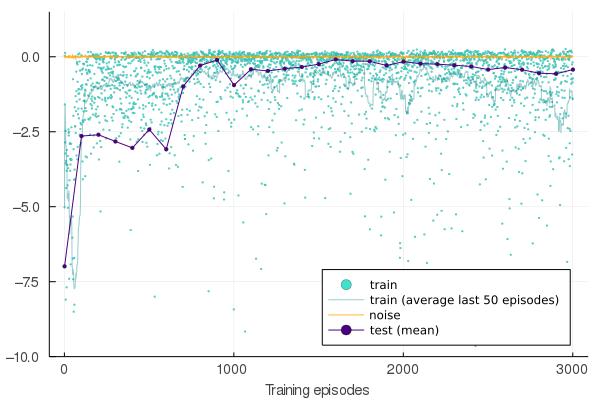 0.0
−2.5
−5.0
−7.5
−10.0
0 1000 2000 3000
Training episodes
train
train (average last 50 episodes)
noise
test (mean)